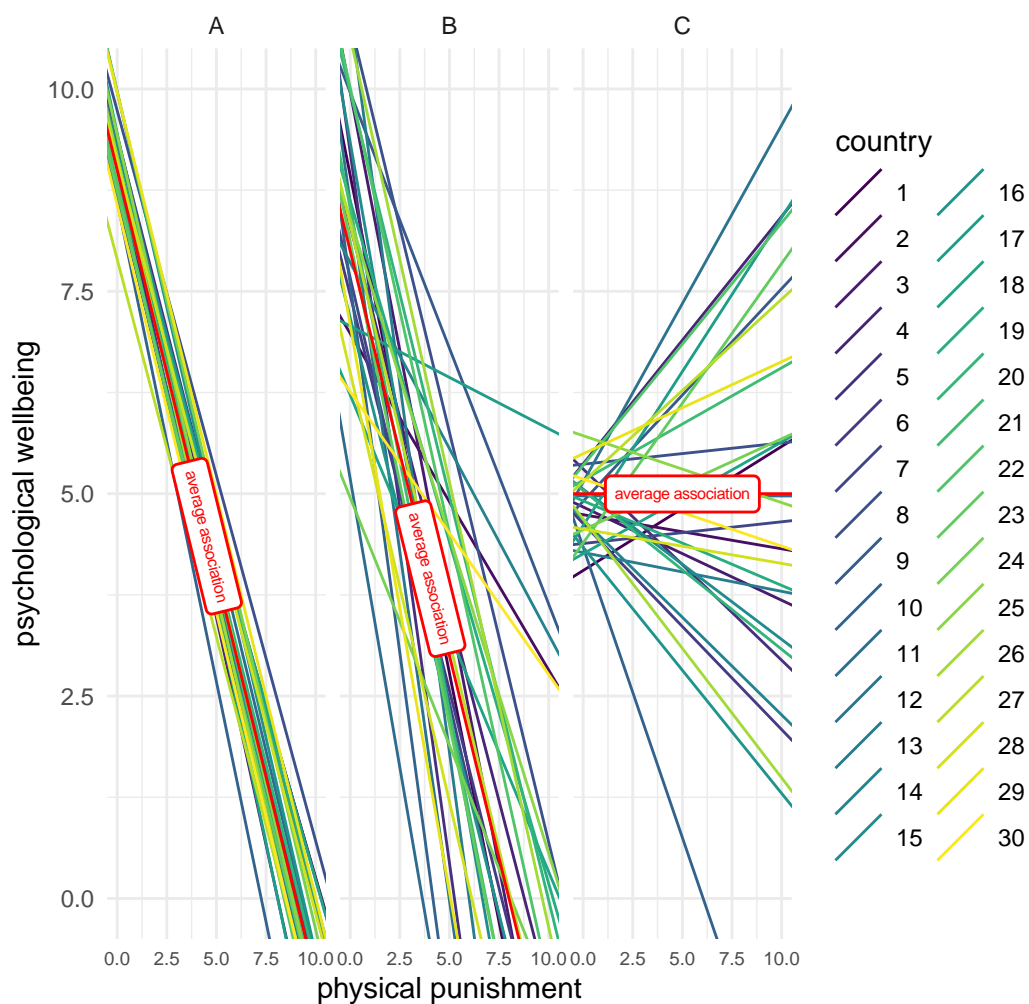 A B C
10.0
7.5
5.0
2.5
0.0
psychological wellbeing
average association
average association
average association
0.0 2.5 5.0 7.5 10.0 0.0 2.5 5.0 7.5 10.0 0.0 2.5 5.0 7.5 10.0
physical punishment
country
1 16
2 17
3 18
4 19
5 20
6 21
7 22
8 23
9 24
10 25
11 26
12 27
13 28
14 29
15 30